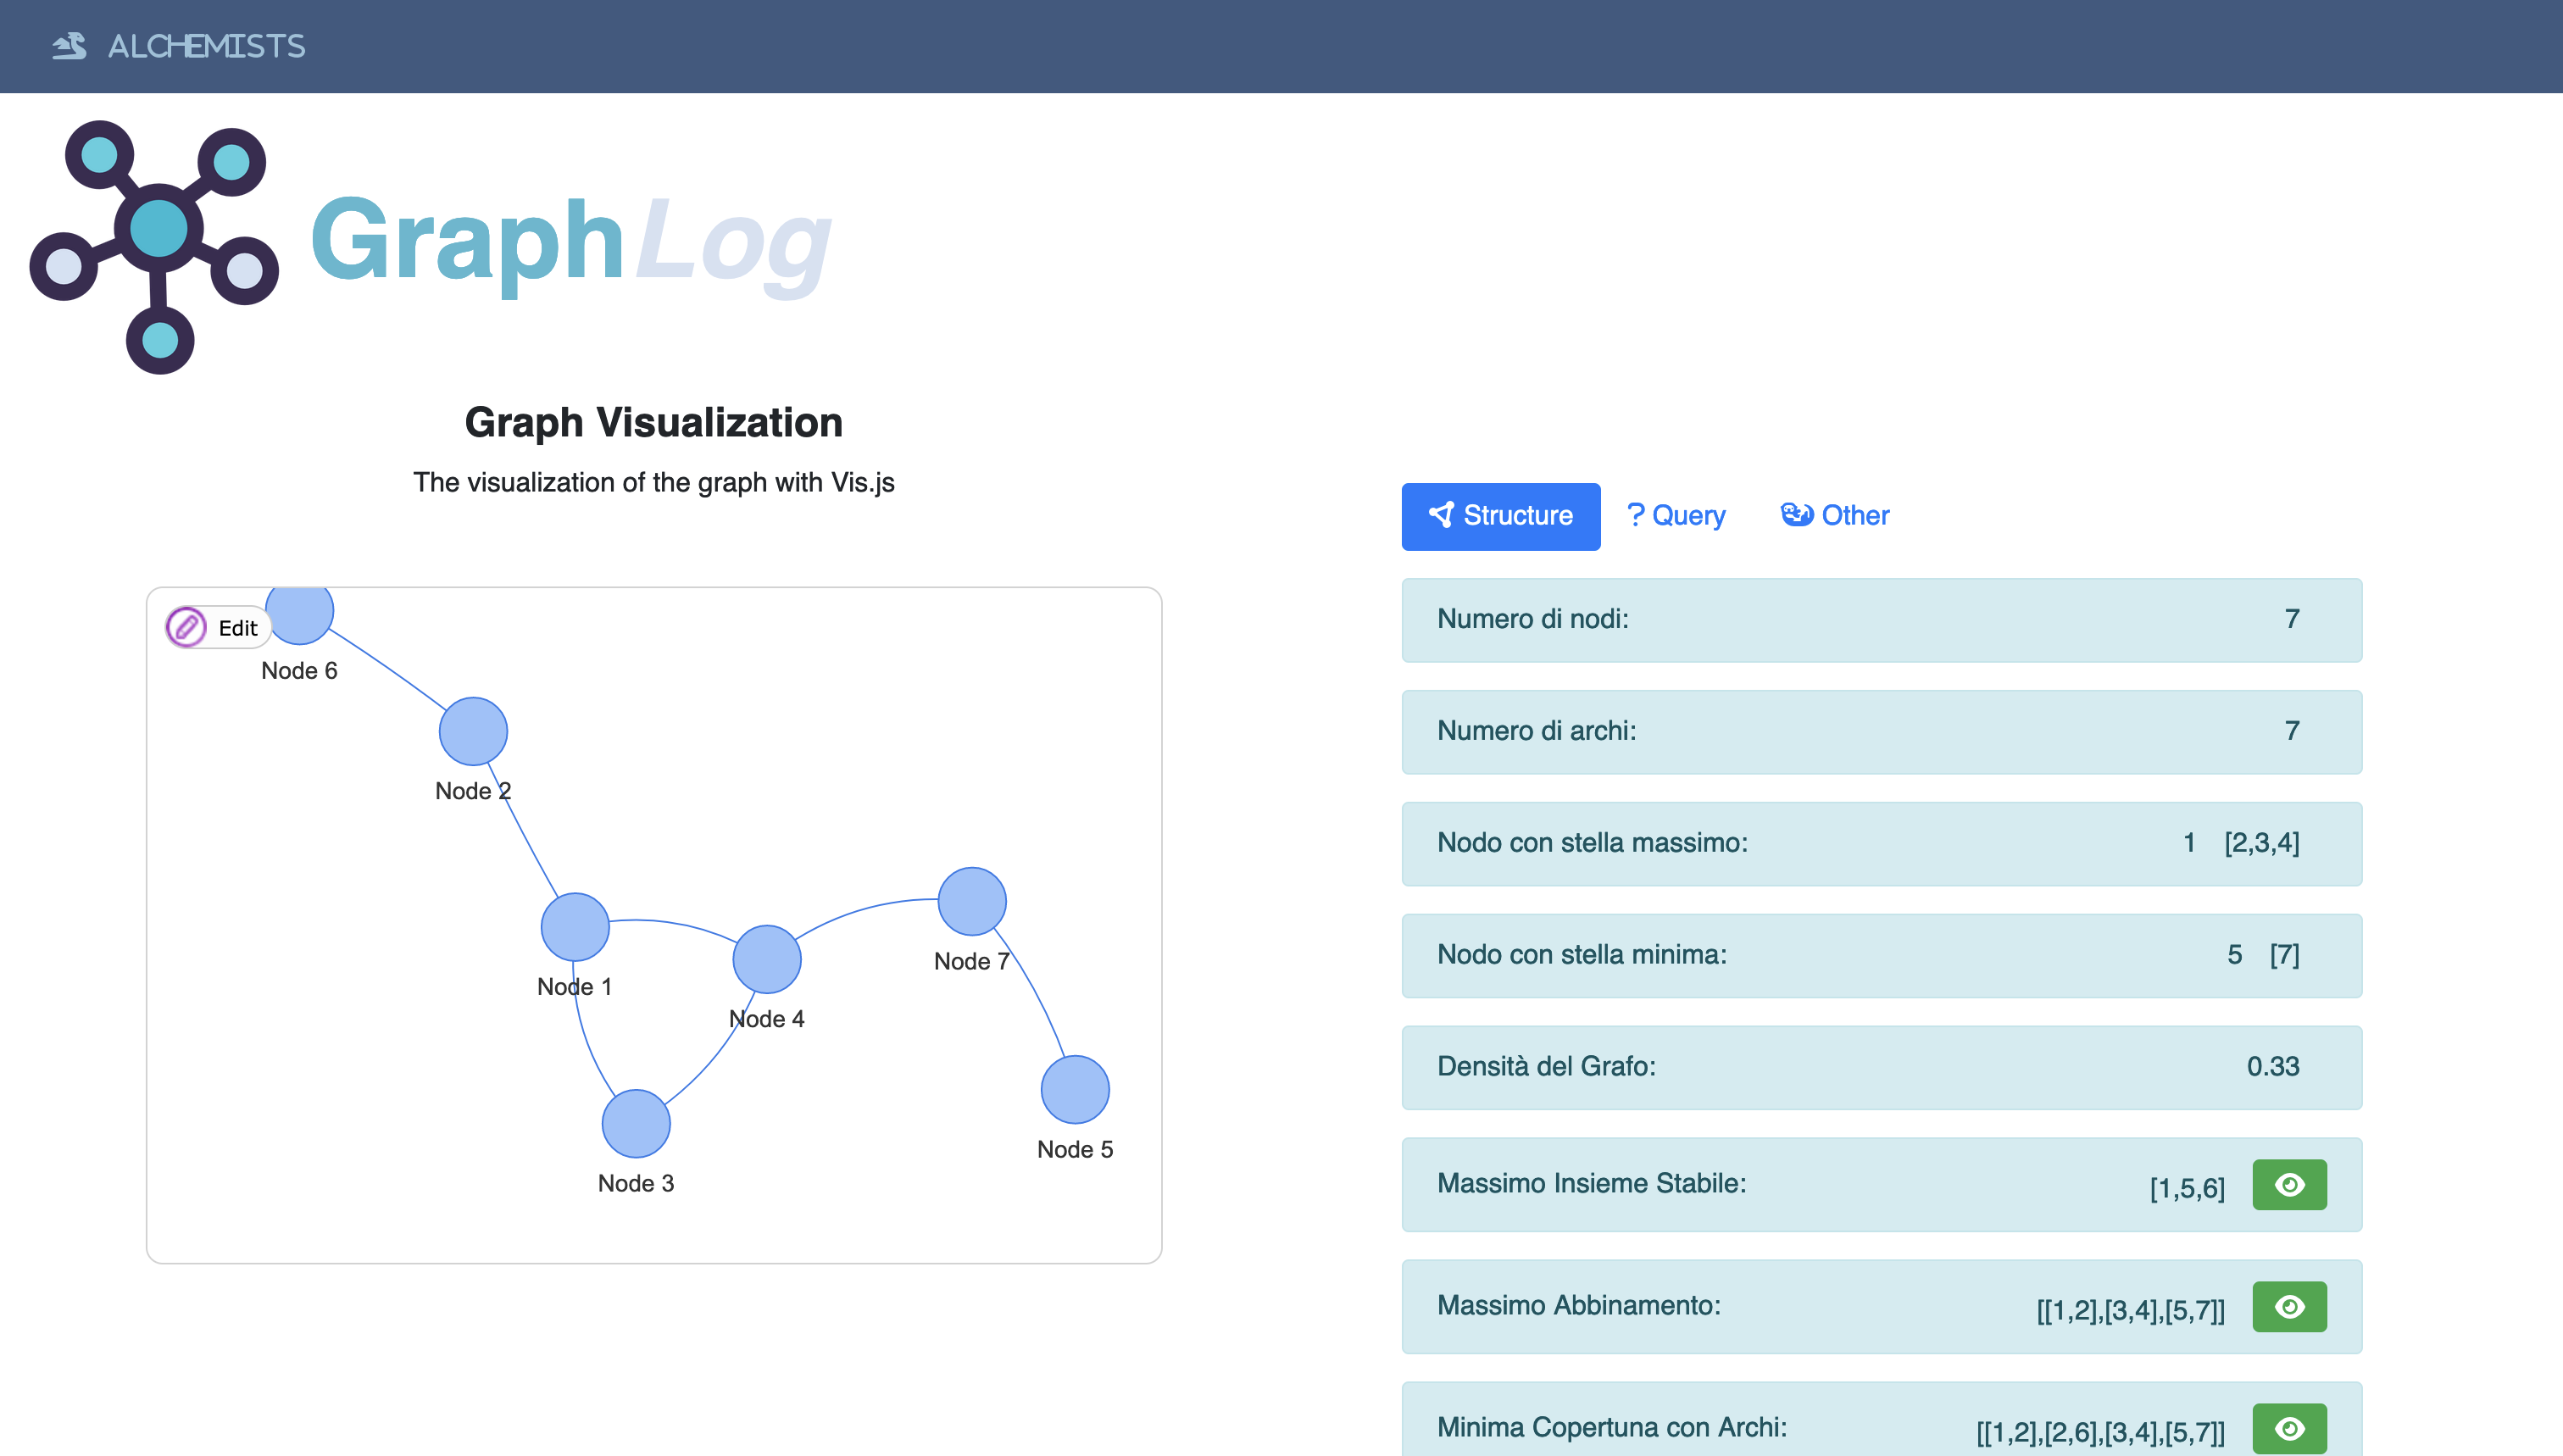 ALCHEMISTS
GraphLog
Graph Visualization
The visualization of the graph with Vis.js
Edit
Node 6
Node 2
Node 1
Node 4
Node 7
Node 3
Node 5
Structure
? Query
Other
Numero di nodi: 7
Numero di archi: 7
Nodo con stella massimo: 1 [2,3,4]
Nodo con stella minima: 5 [7]
Densità del Grafo: 0.33
Massimo Insieme Stabile: [1,5,6]
Massimo Abbinamento: [[1,2],[3,4],[5,7]]
Minima Copertuna con Archi: [[1,2],[2,6],[3,4],[5,7]]